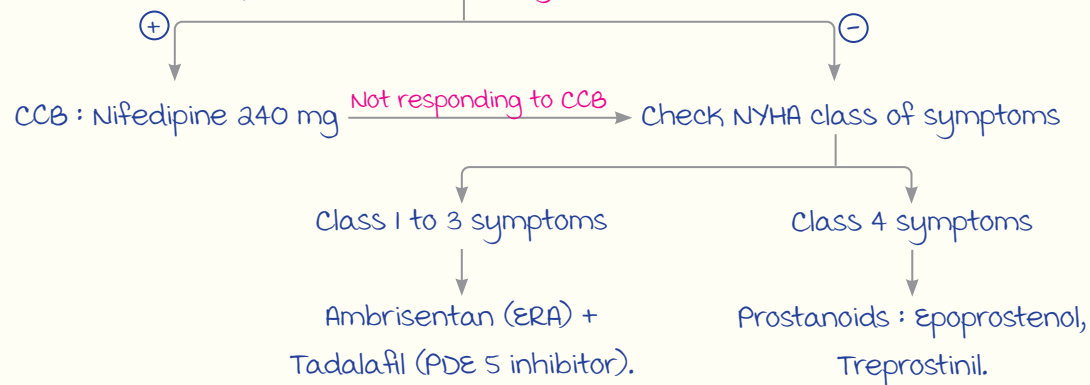 +
−
CCB : Nifedipine 240 mg
Not responding to CCB
Check NYHA class of symptoms
Class 1 to 3 symptoms
Class 4 symptoms
Ambrisentan (ERA) +
Tadalafil (PDE 5 inhibitor).
Prostanoids : Epoprostenol,
Treprostinil.